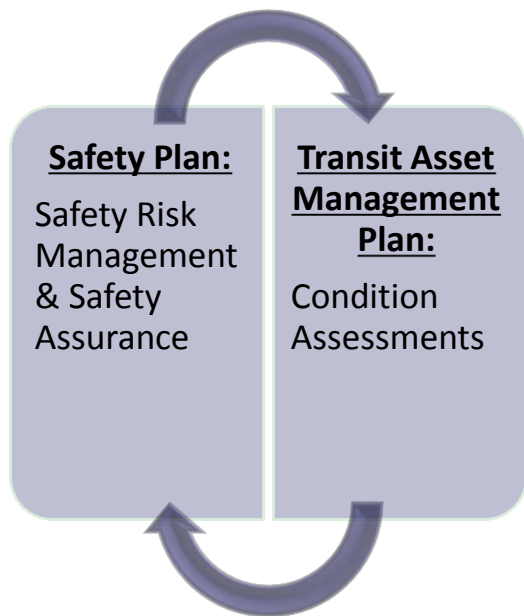 Safety Plan:
Safety Risk
Management
& Safety
Assurance
Transit Asset
Management
Plan:
Condition
Assessments